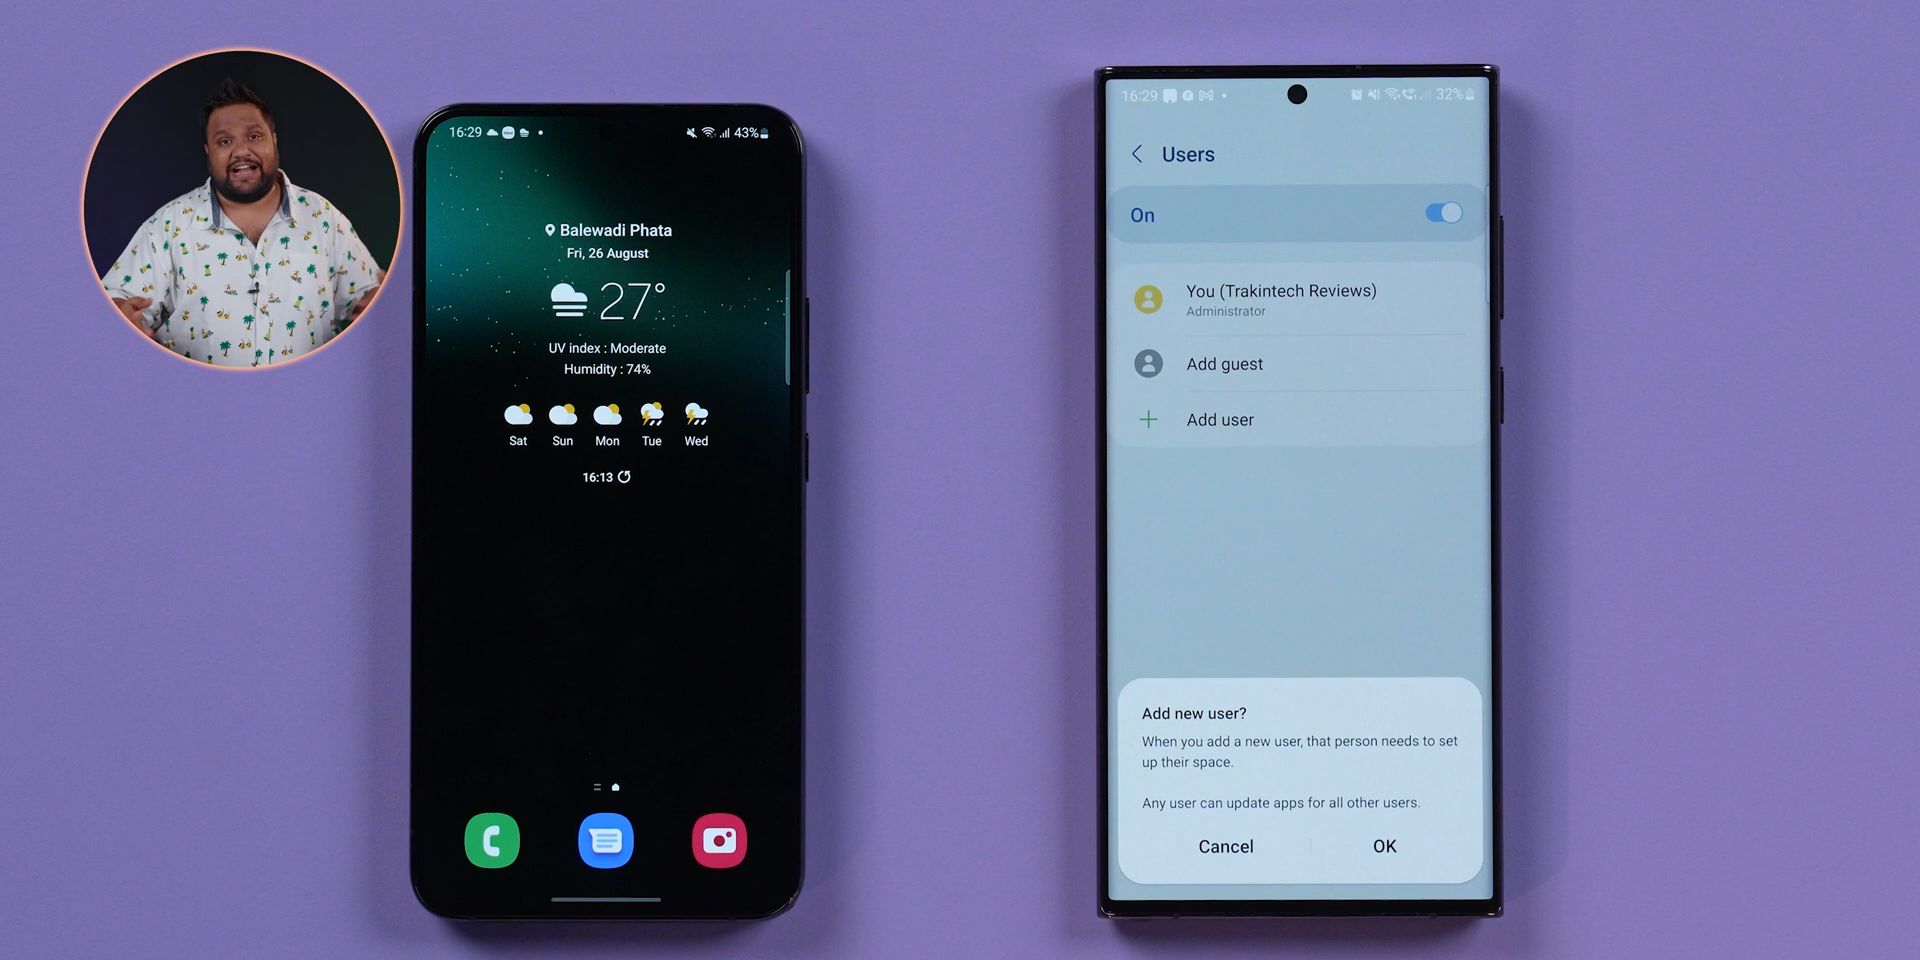 16:29
43%
Balewadi Phata
Fri, 26 August
27°
UV index : Moderate
Humidity : 74%
Sat Sun Mon Tue Wed
16:13
16:29
32%
Users
On
You (Trakintech Reviews)
Administrator
Add guest
Add user
Add new user?
When you add a new user, that person needs to set
up their space.
Any user can update apps for all other users.
Cancel OK